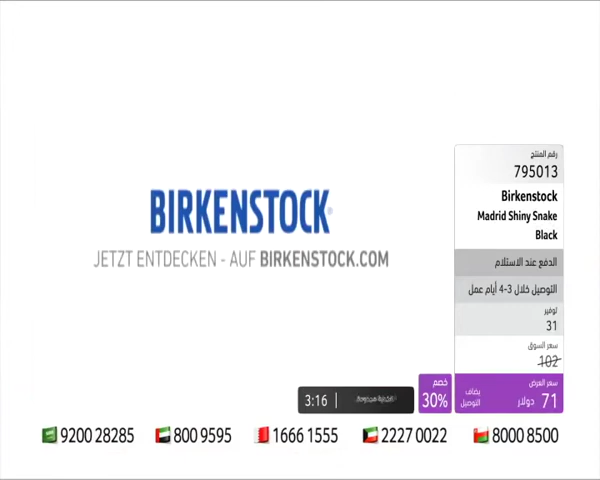 BIRKENSTOCK
JETZT ENTDECKEN - AUF BIRKENSTOCK.COM
رقم المنتج
795013
Birkenstock
Madrid Shiny Snake
Black
الدفع عند الاستلام
التوصيل خلال 3-4 أيام عمل
توفير
31
سعر السوق
102
سعر العرض
71 دولار
يضاف
التوصيل
خصم
30%
3:16
9200 28285
800 9595
1666 1555
2227 0022
8000 8500